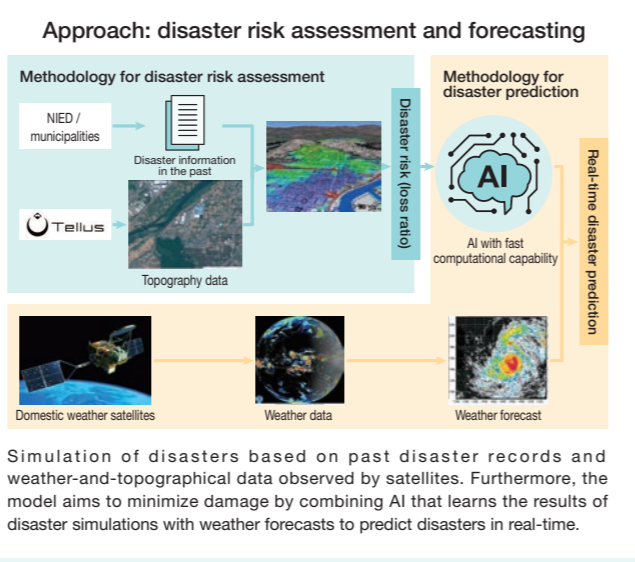 Approach: disaster risk assessment and forecasting
Methodology for disaster risk assessment
Methodology for
disaster prediction
NIED /
municipalities
Disaster information
in the past
Tellus
Topography data
Disaster risk (loss ratio)
AI
AI with fast
computational capability
Real-time disaster prediction
Domestic weather satellites
Weather data
Weather forecast
Simulation of disasters based on past disaster records and
weather-and-topographical data observed by satellites. Furthermore, the
model aims to minimize damage by combining AI that learns the results of
disaster simulations with weather forecasts to predict disasters in real-time.